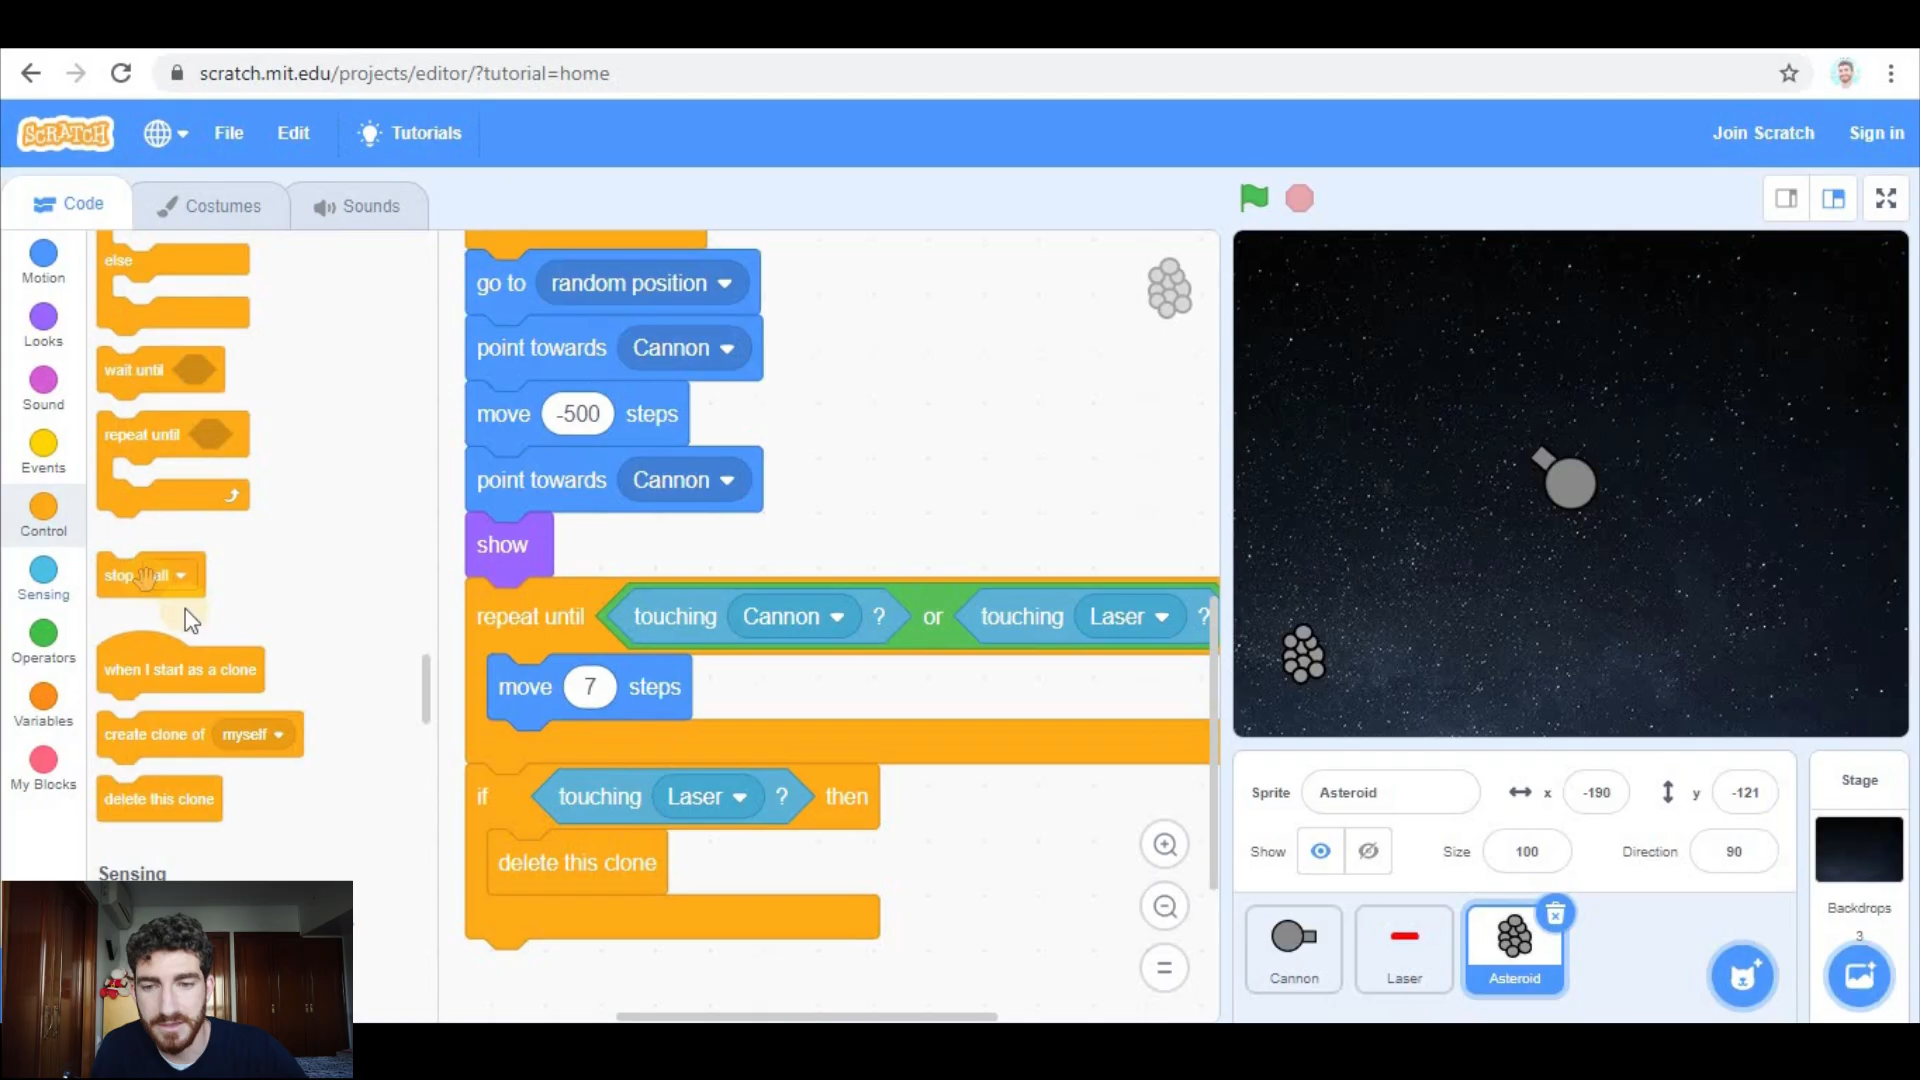 scratch.mit.edu/projects/editor/?tutorial=home
SCRATCH
File
Edit
Tutorials
Join Scratch
Sign in
Code
Costumes
Sounds
Motion
Looks
Sound
Events
Control
Sensing
Operators
Variables
My Blocks
else
wait until
repeat until
stop all
when I start as a clone
create clone of myself
delete this clone
Sensing
go to random position
point towards Cannon
move -500 steps
point towards Cannon
show
repeat until touching Cannon ? or touching Laser ?
move 7 steps
if touching Laser ? then
delete this clone
Sprite Asteroid x -190 y -121
Show Size 100 Direction 90
Cannon
Laser
Asteroid
Stage
Backdrops
3